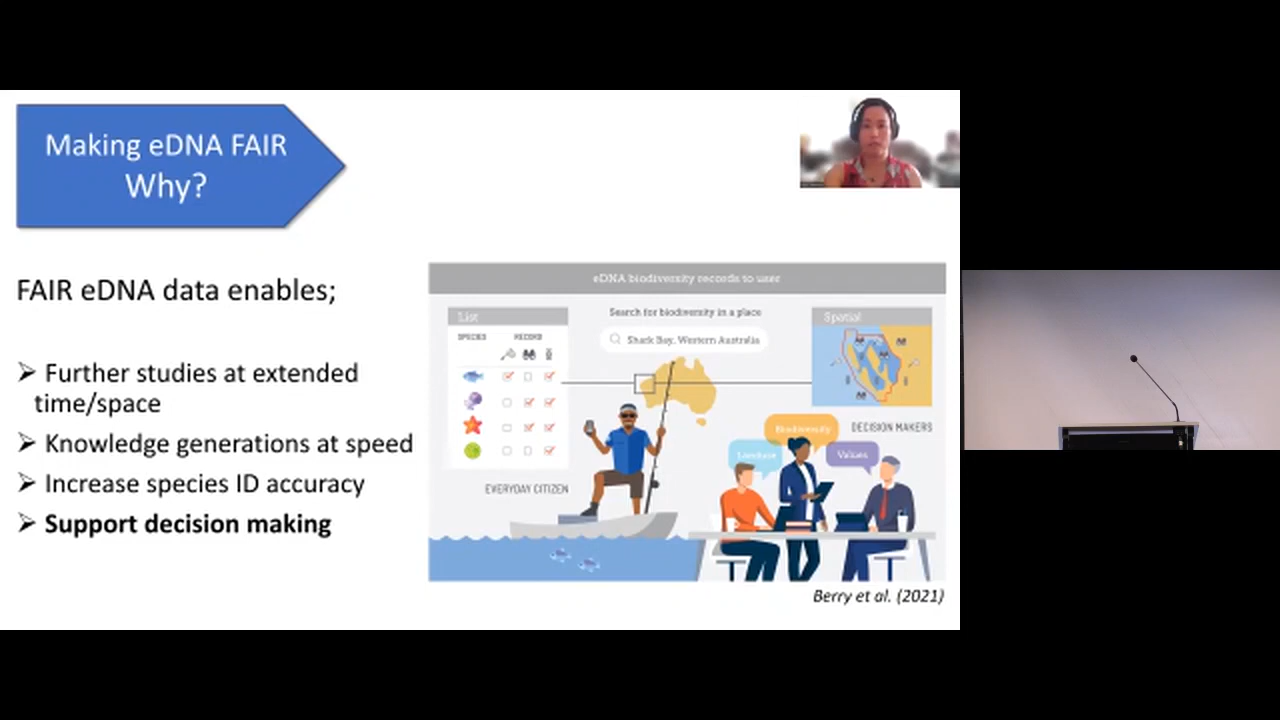 Making eDNA FAIR
Why?
FAIR eDNA data enables;
➢ Further studies at extended
time/space
➢ Knowledge generations at speed
➢ Increase species ID accuracy
➢ Support decision making
eDNA biodiversity records to user
List
SPECIES RECORD
Search for biodiversity in a place
Shark Bay, Western Australia
Spatial
EVERYDAY CITIZEN
Biodiversity
Values
DECISION MAKERS
Berry et al. (2021)